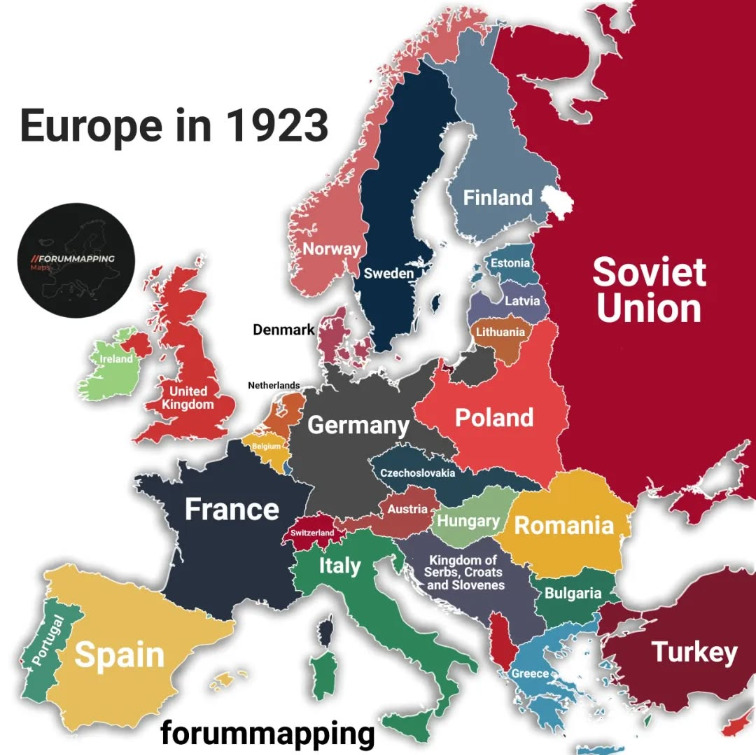 Europe in 1923
//FORUMMAPPING
Maps
Norway
Sweden
Finland
Estonia
Latvia
Lithuania
Soviet
Union
Denmark
Ireland
United
Kingdom
Netherlands
Belgium
Germany
Poland
Czechoslovakia
France
Switzerland
Austria
Hungary
Romania
Italy
Kingdom of
Serbs, Croats
and Slovenes
Bulgaria
Portugal
Spain
Greece
Turkey
forummapping